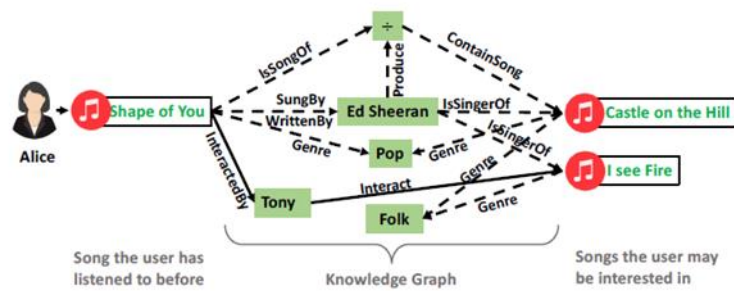 ÷
IsSongOf
Produce
ContainSong
SungBy
Ed Sheeran
IsSingerOf
Shape of You
WrittenBy
IsSingerOf
Castle on the Hill
Alice
Genre
Pop
Genre
InteractedBy
Genre
I see Fire
Tony
Interact
Folk
Genre
Song the user has
listened to before
Knowledge Graph
Songs the user may
be interested in